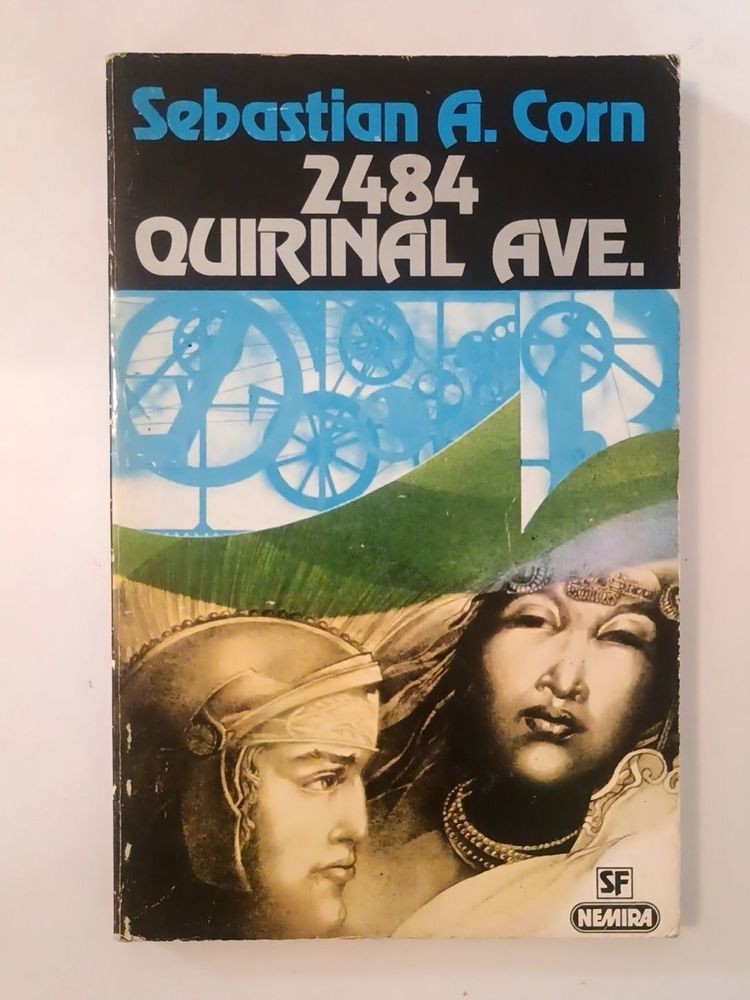 Sebastian A. Corn
2484
QUIRINAL AVE.
SF
NEMIRA